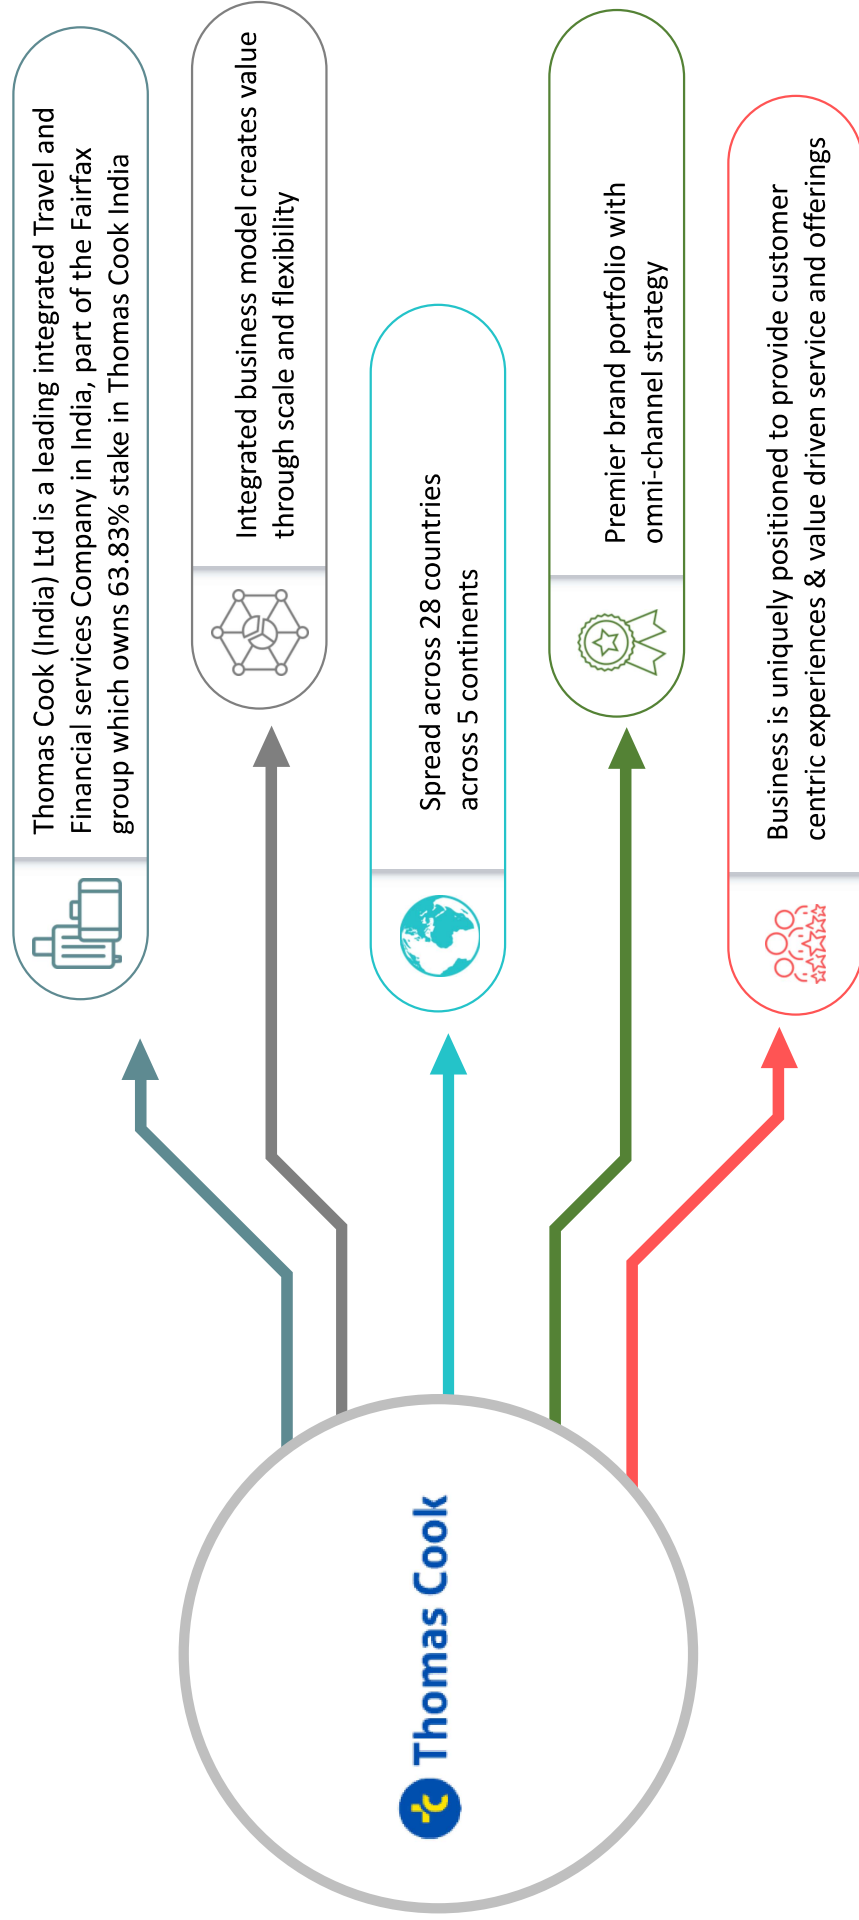 Thomas Cook
Thomas Cook (India) Ltd is a leading integrated Travel and
Financial services Company in India, part of the Fairfax
group which owns 63.83% stake in Thomas Cook India
Integrated business model creates value
through scale and flexibility
Spread across 28 countries
across 5 continents
Premier brand portfolio with
omni-channel strategy
Business is uniquely positioned to provide customer
centric experiences & value driven service and offerings